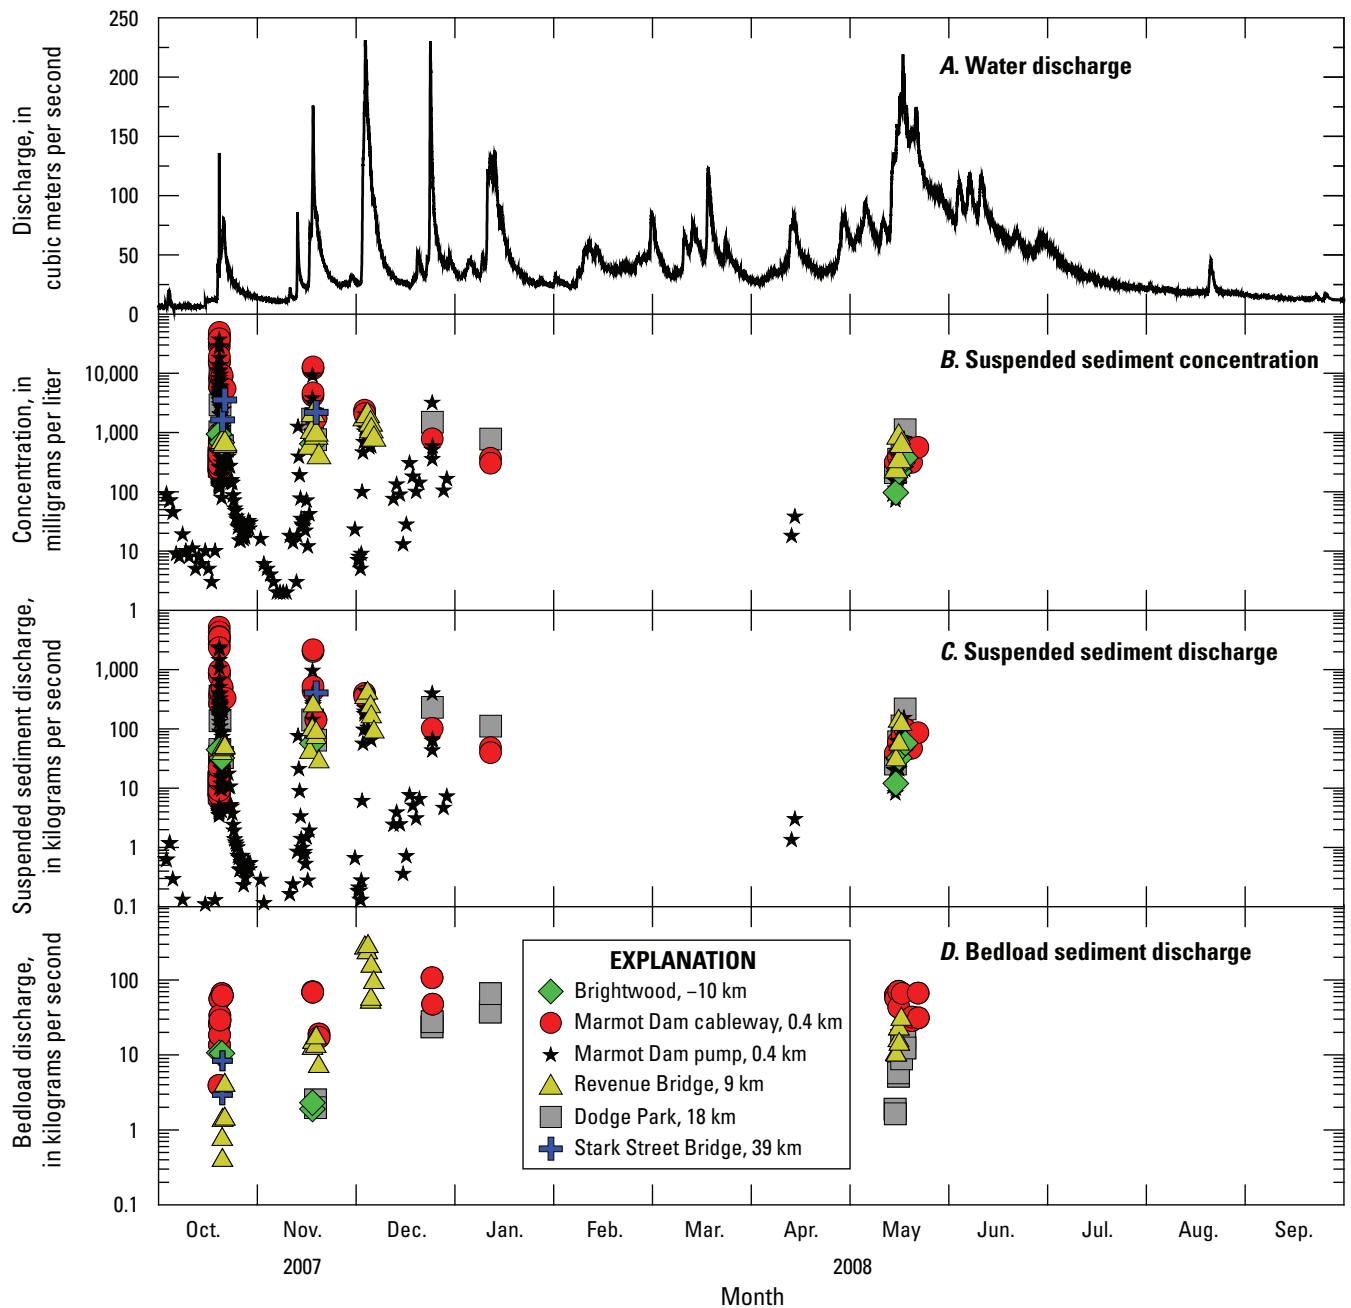 250
200
150
100
50
0
Discharge, in
cubic meters per second
A. Water discharge
10,000
1,000
100
10
1
Concentration, in
milligrams per liter
B. Suspended sediment concentration
1,000
100
10
1
0.1
Suspended sediment discharge,
in kilograms per second
C. Suspended sediment discharge
100
10
1
0.1
Bedload discharge,
in kilograms per second
D. Bedload sediment discharge
EXPLANATION
Brightwood, −10 km
Marmot Dam cableway, 0.4 km
Marmot Dam pump, 0.4 km
Revenue Bridge, 9 km
Dodge Park, 18 km
Stark Street Bridge, 39 km
Oct. Nov. Dec. Jan. Feb. Mar. Apr. May Jun. Jul. Aug. Sep.
2007 2008
Month